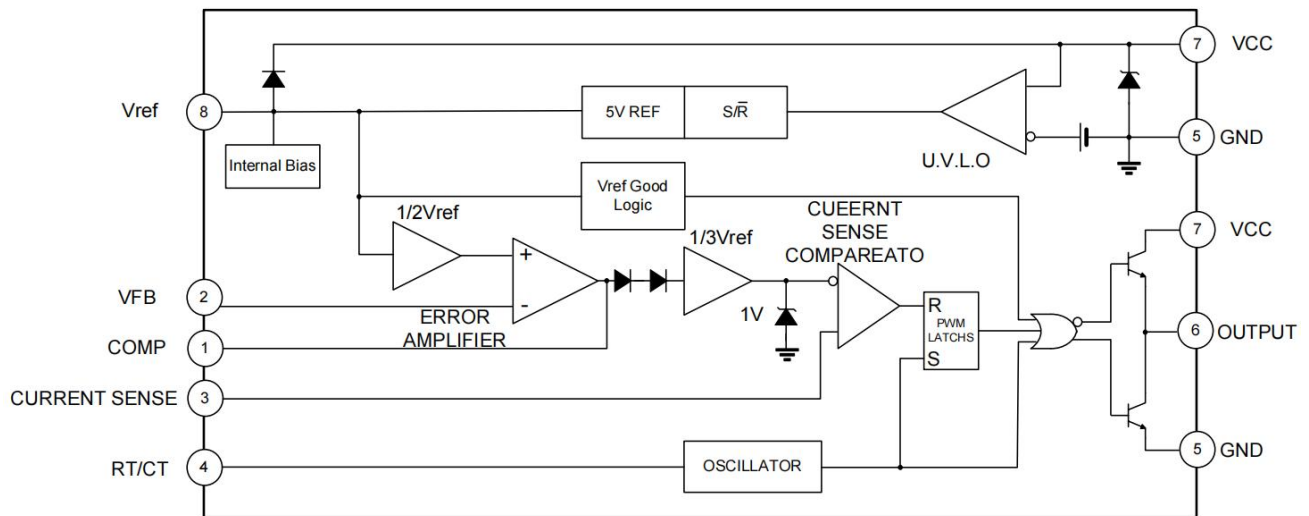 7
VCC
Vref
8
5V REF
S/R̅
5
GND
Internal Bias
U.V.L.O
Vref Good
Logic
1/2Vref
1/3Vref
CUEERNT
SENSE
COMPAREATO
7
VCC
+
-
VFB
2
1V
R
PWM
LATCHS
S
6
OUTPUT
ERROR
AMPLIFIER
COMP
1
CURRENT SENSE
3
RT/CT
4
OSCILLATOR
5
GND